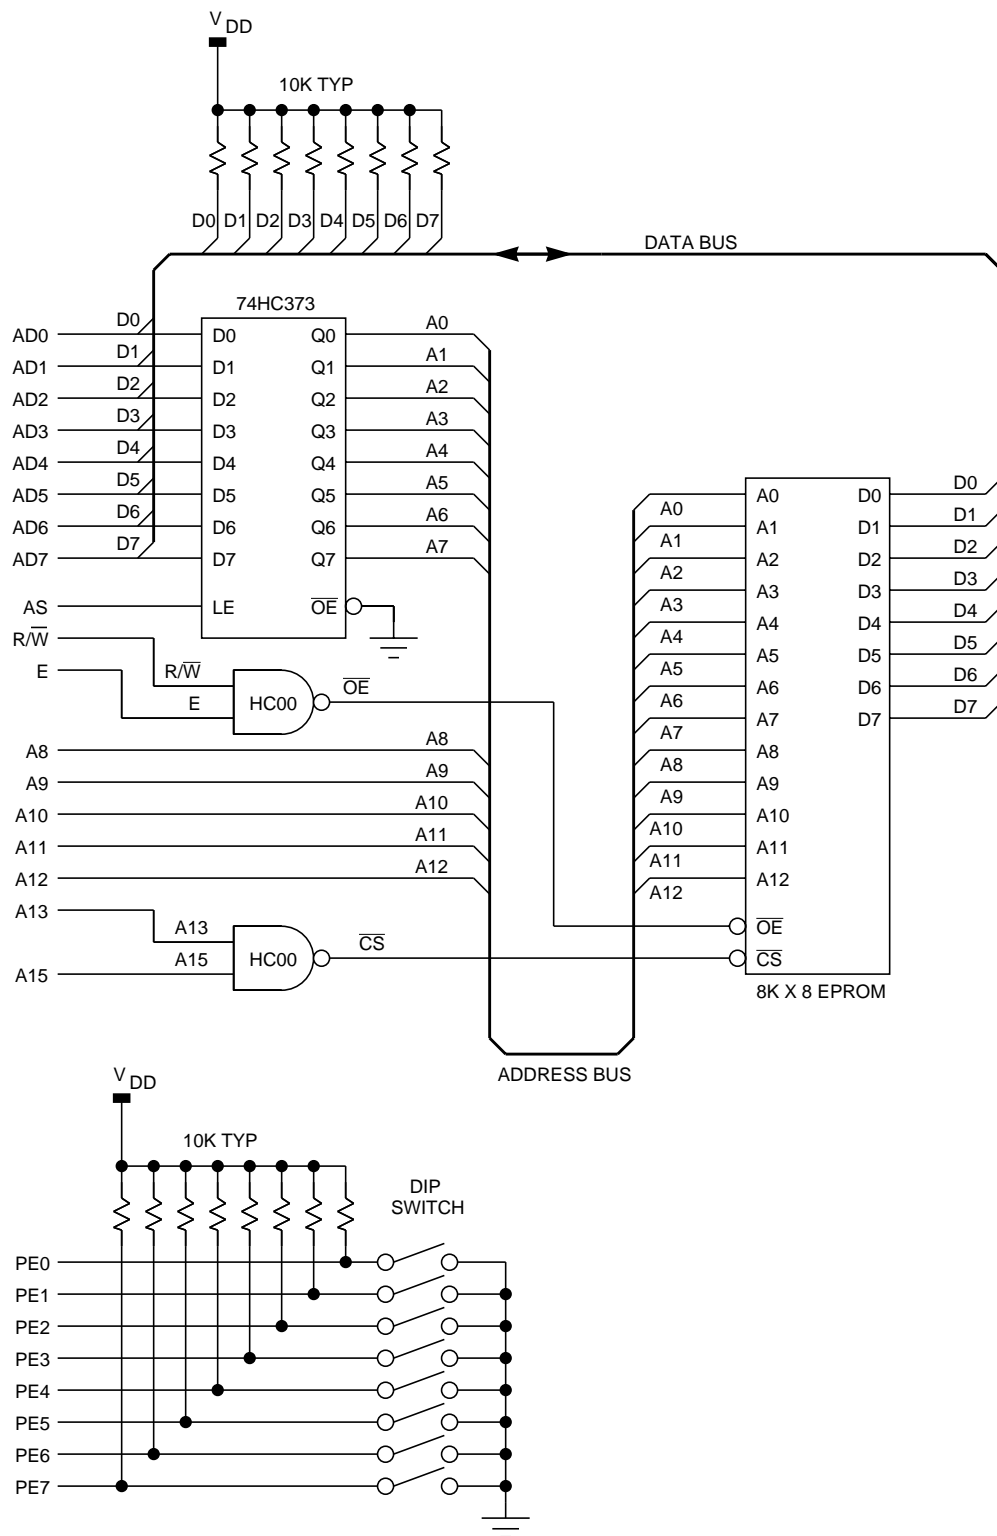 V DD
10K TYP
D0 D1 D2 D3 D4 D5 D6 D7
DATA BUS
74HC373
AD0 D0 D0 Q0 A0
AD1 D1 D1 Q1 A1
AD2 D2 D2 Q2 A2
AD3 D3 D3 Q3 A3
AD4 D4 D4 Q4 A4
AD5 D5 D5 Q5 A5
AD6 D6 D6 Q6 A6
AD7 D7 D7 Q7 A7
AS LE O̅E̅
R/W̅
E
R/W̅
E
HC00
O̅E̅
A8 A8
A9 A9
A10 A10
A11 A11
A12 A12
A13 A13
A15 A15
HC00
C̅S̅
A0 A0 D0 D0
A1 A1 D1 D1
A2 A2 D2 D2
A3 A3 D3 D3
A4 A4 D4 D4
A5 A5 D5 D5
A6 A6 D6 D6
A7 A7 D7 D7
A8 A8
A9 A9
A10 A10
A11 A11
A12 A12
O̅E̅
C̅S̅
8K X 8 EPROM
ADDRESS BUS
V DD
10K TYP
DIP
SWITCH
PE0
PE1
PE2
PE3
PE4
PE5
PE6
PE7